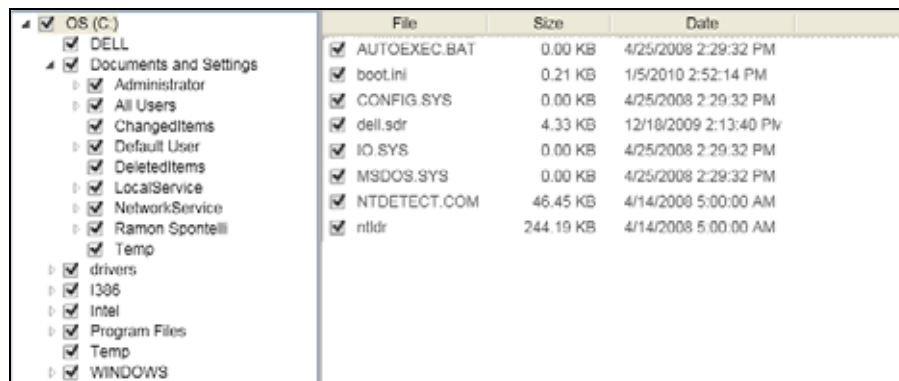 OS (C:)
DELL
Documents and Settings
Administrator
All Users
ChangedItems
Default User
DeletedItems
LocalService
NetworkService
Ramon Spontelli
Temp
drivers
I386
Intel
Program Files
Temp
WINDOWS
File Size Date
AUTOEXEC.BAT 0.00 KB 4/25/2008 2:29:32 PM
boot.ini 0.21 KB 1/5/2010 2:52:14 PM
CONFIG.SYS 0.00 KB 4/25/2008 2:29:32 PM
dell.sdr 4.33 KB 12/18/2009 2:13:40 PM
IO.SYS 0.00 KB 4/25/2008 2:29:32 PM
MSDOS.SYS 0.00 KB 4/25/2008 2:29:32 PM
NTDETECT.COM 46.45 KB 4/14/2008 5:00:00 AM
ntldr 244.19 KB 4/14/2008 5:00:00 AM